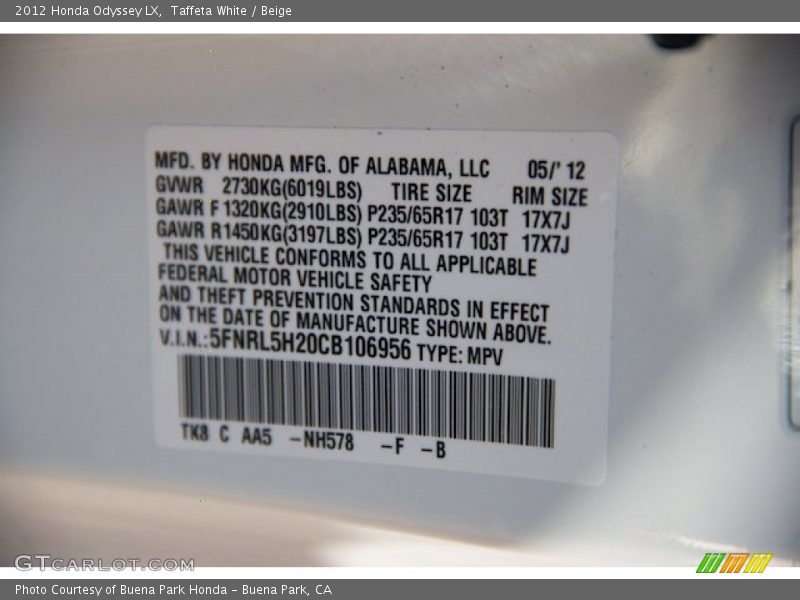 2012 Honda Odyssey LX, Taffeta White / Beige
MFD. BY HONDA MFG. OF ALABAMA, LLC 05/' 12
GVWR 2730KG(6019LBS) TIRE SIZE RIM SIZE
GAWR F 1320KG(2910LBS) P235/65R17 103T 17X7J
GAWR R1450KG(3197LBS) P235/65R17 103T 17X7J
THIS VEHICLE CONFORMS TO ALL APPLICABLE
FEDERAL MOTOR VEHICLE SAFETY
AND THEFT PREVENTION STANDARDS IN EFFECT
ON THE DATE OF MANUFACTURE SHOWN ABOVE.
V.I.N.:5FNRL5H20CB106956 TYPE: MPV
TK8 C AA5 –NH578 –F –B
GTCARLOT.COM
Photo Courtesy of Buena Park Honda – Buena Park, CA